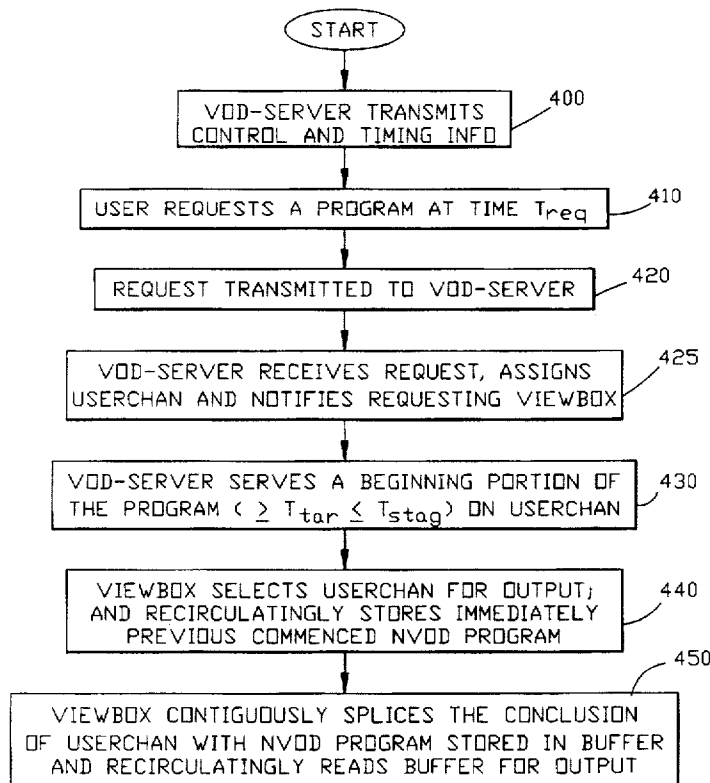 START
VOD-SERVER TRANSMITS
CONTROL AND TIMING INFO
400
USER REQUESTS A PROGRAM AT TIME Treq
410
REQUEST TRANSMITTED TO VOD-SERVER
420
VOD-SERVER RECEIVES REQUEST, ASSIGNS
USERCHAN AND NOTIFIES REQUESTING VIEWBOX
425
VOD-SERVER SERVES A BEGINNING PORTION OF
THE PROGRAM ( ≥ Ttar ≤ Tstag) ON USERCHAN
430
VIEWBOX SELECTS USERCHAN FOR OUTPUT;
AND RECIRCULATINGLY STORES IMMEDIATELY
PREVIOUS COMMENCED NVOD PROGRAM
440
450
VIEWBOX CONTIGUOUSLY SPLICES THE CONCLUSION
OF USERCHAN WITH NVOD PROGRAM STORED IN BUFFER
AND RECIRCULATINGLY READS BUFFER FOR OUTPUT